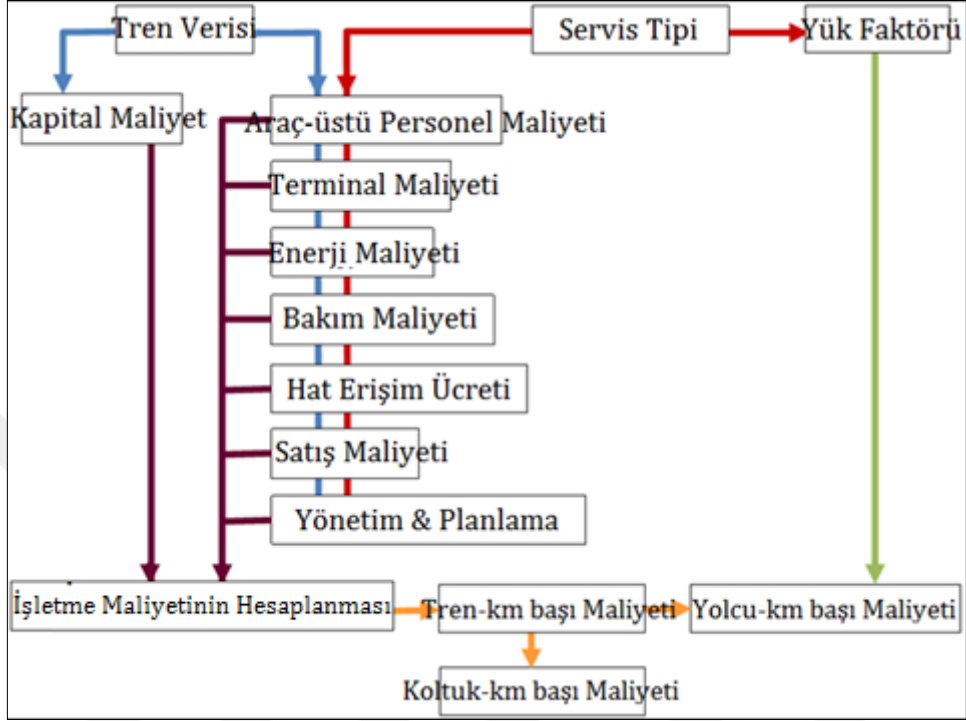 Tren Verisi
Servis Tipi
Yük Faktörü
Kapital Maliyet
Araç-üstü Personel Maliyeti
Terminal Maliyeti
Enerji Maliyeti
Bakım Maliyeti
Hat Erişim Ücreti
Satış Maliyeti
Yönetim & Planlama
İşletme Maliyetinin Hesaplanması
Tren-km başı Maliyeti
Yolcu-km başı Maliyeti
Koltuk-km başı Maliyeti